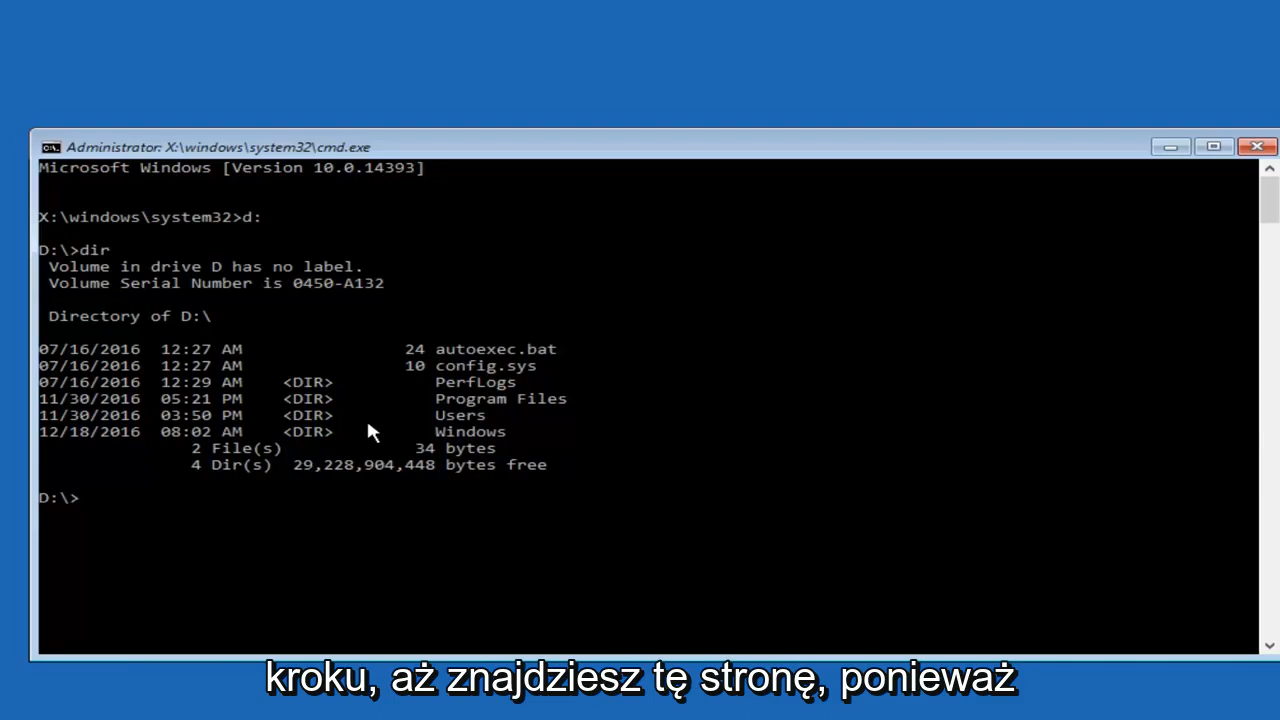 Administrator: X:\windows\system32\cmd.exe
Microsoft Windows [Version 10.0.14393]
X:\windows\system32>d:
D:\>dir
Volume in drive D has no label.
Volume Serial Number is 0450-A132
Directory of D:\
07/16/2016 12:27 AM 24 autoexec.bat
07/16/2016 12:27 AM 10 config.sys
07/16/2016 12:29 AM <DIR> PerfLogs
11/30/2016 05:21 PM <DIR> Program Files
11/30/2016 03:50 PM <DIR> Users
12/18/2016 08:02 AM <DIR> Windows
2 File(s) 34 bytes
4 Dir(s) 29,228,904,448 bytes free
D:\>
kroku, aż znajdziesz tę stronę, ponieważ